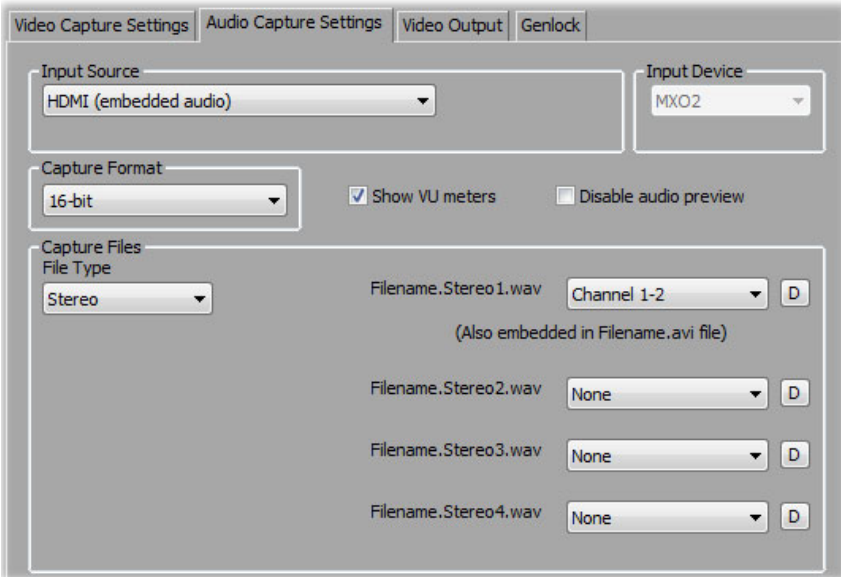 Video Capture Settings Audio Capture Settings Video Output Genlock
Input Source
HDMI (embedded audio)
Input Device
MXO2
Capture Format
16-bit
Show VU meters
Disable audio preview
Capture Files
File Type
Stereo
Filename.Stereo1.wav Channel 1-2 D
(Also embedded in Filename.avi file)
Filename.Stereo2.wav None D
Filename.Stereo3.wav None D
Filename.Stereo4.wav None D